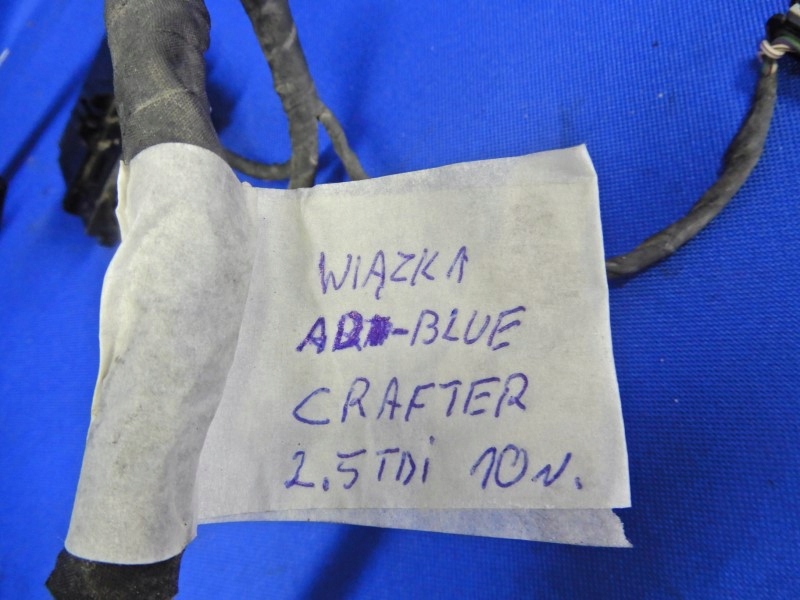 WIĄZKA
AD-BLUE
CRAFTER
2.5TDi 10r.